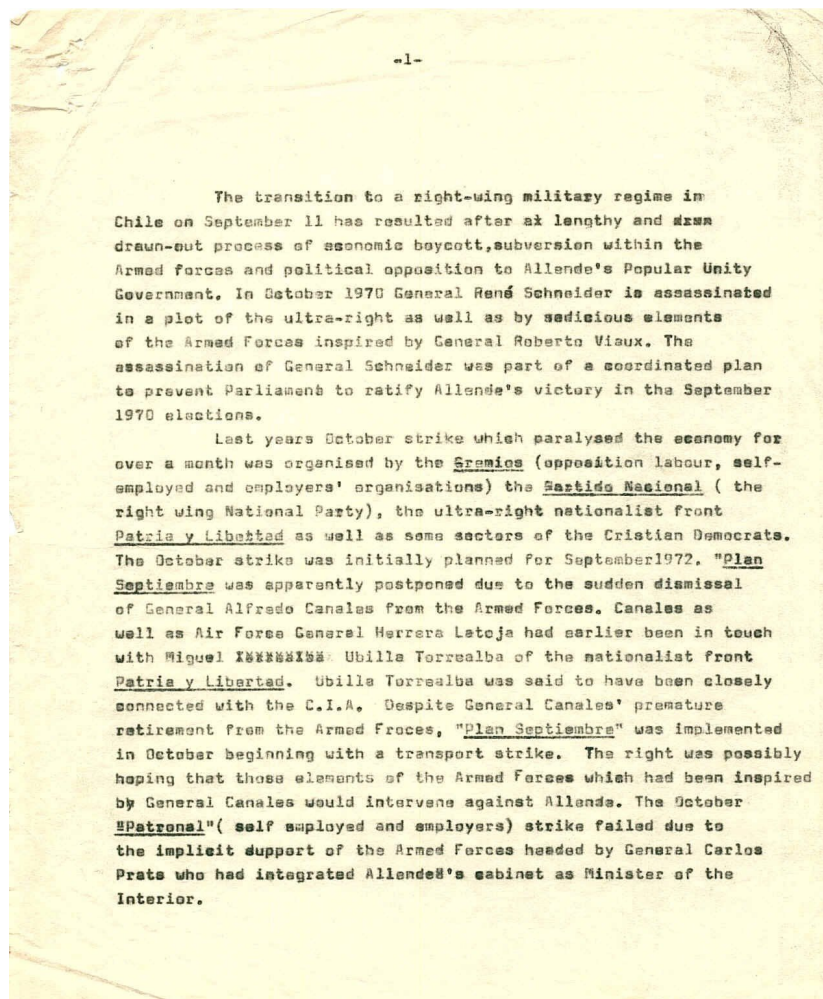 -1-
The transition to a right-wing military regime in
Chile on September 11 has resulted after a lengthy and
drawn-out process of economic boycott,subversion within the
Armed forces and political opposition to Allende's Popular Unity
Government. In October 1970 General René Schneider is assassinated
in a plot of the ultra-right as well as by sedicious elements
of the Armed Forces inspired by General Roberto Viaux. The
assassination of General Schneider was part of a coordinated plan
to prevent Parliament to ratify Allende's victory in the September
1970 elections.
Last years October strike which paralysed the economy for
over a month was organised by the Gremios (opposition labour, self-
employed and employers' organisations) the Partido Nacional ( the
right wing National Party), the ultra-right nationalist front
Patria y Libettad as well as some sectors of the Cristian Democrats.
The October strike was initially planned for September1972. "Plan
Septiembre was apparently postponed due to the sudden dismissal
of General Alfredo Canales from the Armed Forces. Canales as
well as Air Force General Herrera Latoja had earlier been in touch
with Miguel Ubilla Torrealba of the nationalist front
Patria y Libertad. Ubilla Torrealba was said to have been closely
connected with the C.I.A. Despite General Canales' premature
retirement from the Armed Froces, "Plan Septiembre" was implemented
in October beginning with a transport strike. The right was possibly
hoping that those elements of the Armed Forces which had been inspired
by General Canales would intervene against Allende. The October
"Patronal"( self employed and employers) strike failed due to
the implicit dupport of the Armed Forces headed by General Carlos
Prats who had integrated Allende's cabinet as Minister of the
Interior.